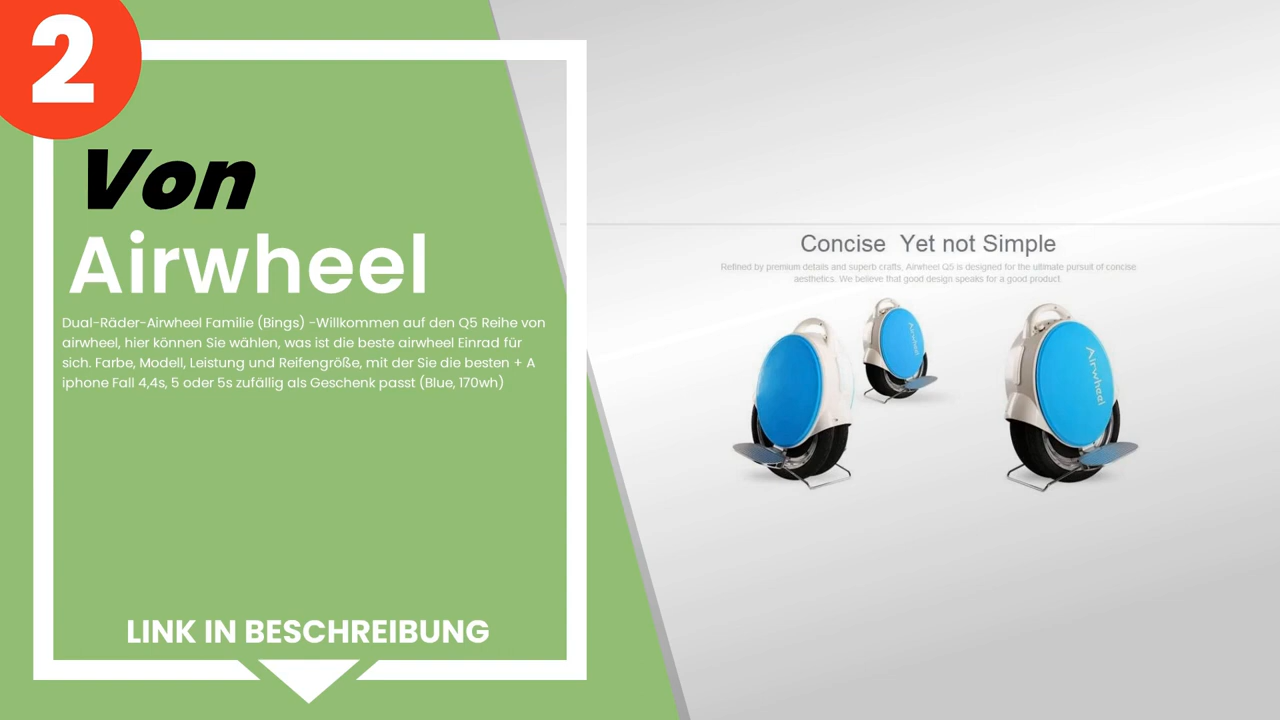 2
Von
Airwheel
Dual-Räder-Airwheel Familie (Bings) -Willkommen auf den Q5 Reihe von
airwheel, hier können Sie wählen, was ist die beste airwheel Einrad für
sich. Farbe, Modell, Leistung und Reifengröße, mit der Sie die besten + A
iphone Fall 4,4s, 5 oder 5s zufällig als Geschenk passt (Blue, 170wh)
LINK IN BESCHREIBUNG
Concise Yet not Simple
Refined by premium details and superb crafts, Airwheel Q5 is designed for the ultimate pursuit of concise
aesthetics. We believe that good design speaks for a good product.
Airwheel
Airwheel